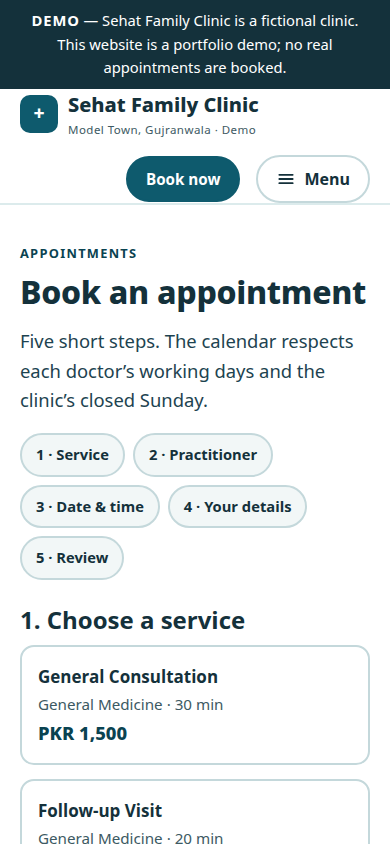 DEMO — Sehat Family Clinic is a fictional clinic.
This website is a portfolio demo; no real
appointments are booked.
+
Sehat Family Clinic
Model Town, Gujranwala · Demo
Book now
Menu
APPOINTMENTS
Book an appointment
Five short steps. The calendar respects
each doctor’s working days and the
clinic’s closed Sunday.
1 · Service
2 · Practitioner
3 · Date & time
4 · Your details
5 · Review
1. Choose a service
General Consultation
General Medicine · 30 min
PKR 1,500
Follow-up Visit
General Medicine · 20 min